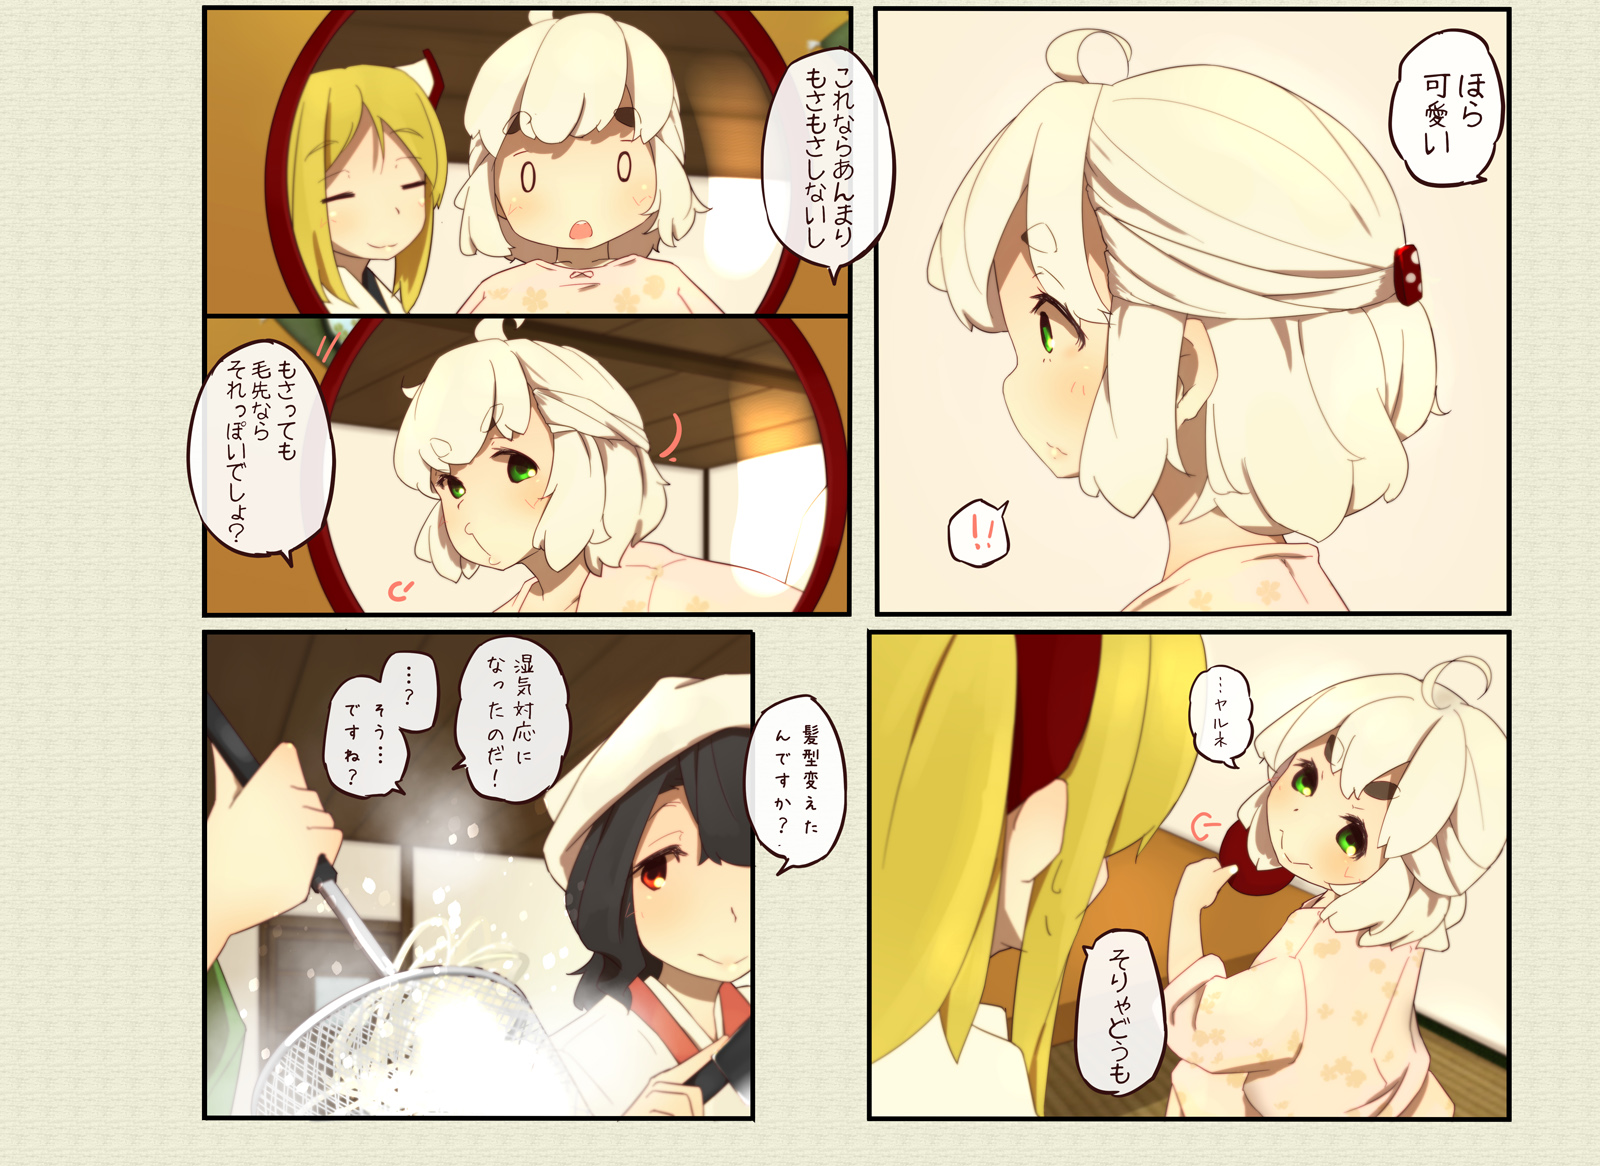 ほら
可愛い
!!
これならあんまり
もさもさしないし
もさっても
毛先なら
それっぽいでしょ？
…ヤルネ
そりゃどうも
髪型変えた
んですか？
湿気対応に
なったのだ！
…？
そう…
ですね？